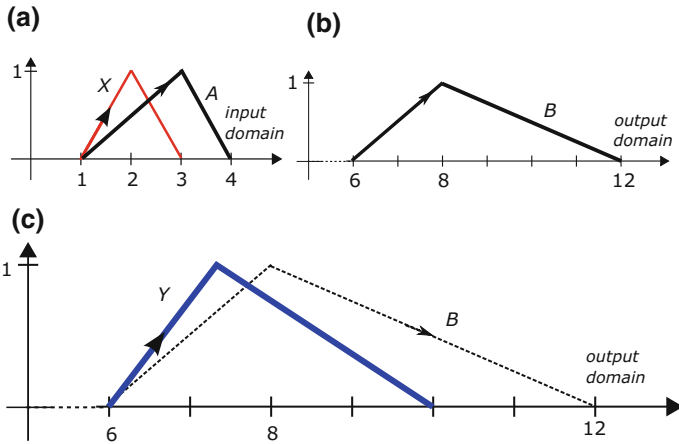 (a)
1
X
A
input
domain
1 2 3 4
(b)
1
B
output
domain
6 8 12
(c)
1
Y
B
output
domain
6 8 12